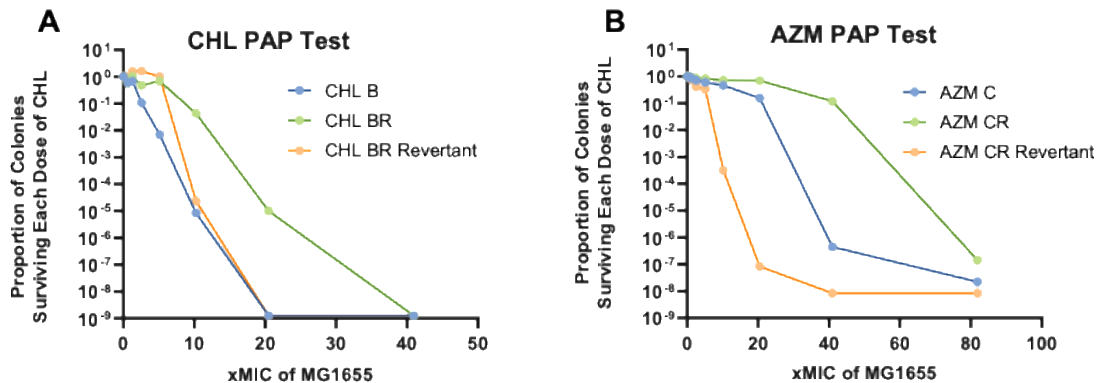 A
CHL PAP Test
Proportion of Colonies
Surviving Each Dose of CHL
10^1
10^0
10^-1
10^-2
10^-3
10^-4
10^-5
10^-6
10^-7
10^-8
10^-9
0 10 20 30 40 50
xMIC of MG1655
CHL B
CHL BR
CHL BR Revertant
B
AZM PAP Test
Proportion of Colonies
Surviving Each Dose of CHL
10^1
10^0
10^-1
10^-2
10^-3
10^-4
10^-5
10^-6
10^-7
10^-8
10^-9
0 20 40 60 80 100
xMIC of MG1655
AZM C
AZM CR
AZM CR Revertant